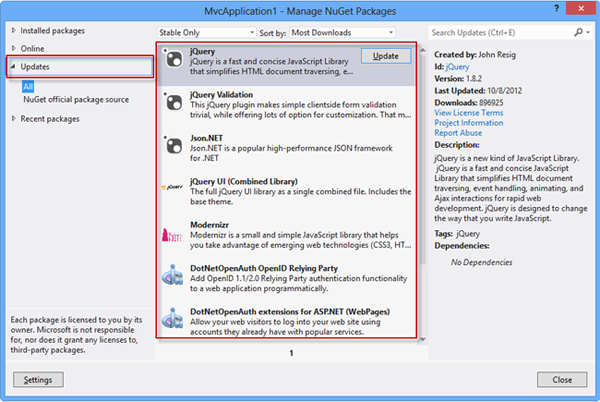 MvcApplication1 - Manage NuGet Packages
Installed packages
Online
Updates
All
NuGet official package source
Recent packages
Each package is licensed to you by its
owner. Microsoft is not responsible
for, nor does it grant any licenses to,
third-party packages.
Settings
Stable Only
Sort by: Most Downloads
jQuery
jQuery is a fast and concise JavaScript Library
that simplifies HTML document traversing, e...
Update
jQuery Validation
This jQuery plugin makes simple clientside form validation
trivial, while offering lots of option for customization. That m...
Json.NET
Json.NET is a popular high-performance JSON framework
for .NET
jQuery
jQuery UI (Combined Library)
The full jQuery UI library as a single combined file. Includes the
base theme.
Modernizr
Modernizr is a small and simple JavaScript library that helps
you take advantage of emerging web technologies (CSS3, HT...
DotNetOpenAuth OpenID Relying Party
Add OpenID 1.1/2.0 Relying Party authentication functionality
to a web application programmatically.
DotNetOpenAuth extensions for ASP.NET (WebPages)
Allow your web visitors to log into your web site using
accounts they already have with popular services.
1
Search Updates (Ctrl+E)
Created by: John Resig
Id: jQuery
Version: 1.8.2
Last Updated: 10/8/2012
Downloads: 896925
View License Terms
Project Information
Report Abuse
Description:
jQuery is a new kind of JavaScript Library.
jQuery is a fast and concise JavaScript
Library that simplifies HTML document
traversing, event handling, animating, and
Ajax interactions for rapid web
development. jQuery is designed to change
the way that you write JavaScript.
Tags: jQuery
Dependencies:
No Dependencies
Close